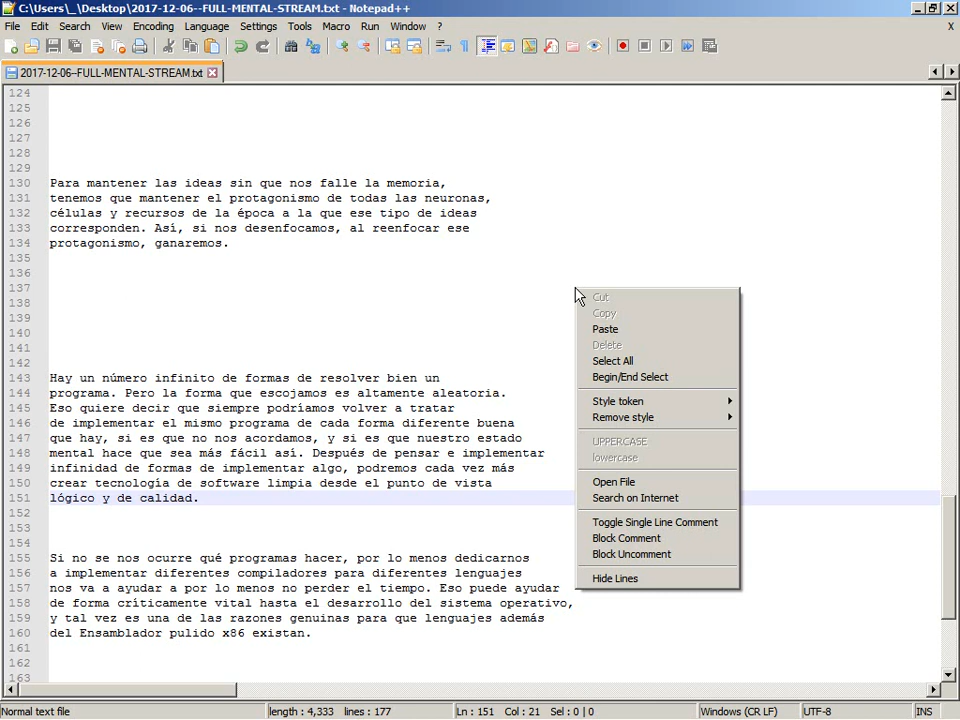 C:\Users\_\Desktop\2017-12-06--FULL-MENTAL-STREAM.txt - Notepad++
File Edit Search View Encoding Language Settings Tools Macro Run Window ? X
2017-12-06--FULL-MENTAL-STREAM.txt
124
125
126
127
128
129
130 Para mantener las ideas sin que nos falle la memoria,
131 tenemos que mantener el protagonismo de todas las neuronas,
132 células y recursos de la época a la que ese tipo de ideas
133 corresponden. Así, si nos desenfocamos, al reenfocar ese
134 protagonismo, ganaremos.
135
136
137
138
139
140
141
142
143 Hay un número infinito de formas de resolver bien un
144 programa. Pero la forma que escojamos es altamente aleatoria.
145 Eso quiere decir que siempre podríamos volver a tratar
146 de implementar el mismo programa de cada forma diferente buena
147 que hay, si es que no nos acordamos, y si es que nuestro estado
148 mental hace que sea más fácil así. Después de pensar e implementar
149 infinidad de formas de implementar algo, podremos cada vez más
150 crear tecnología de software limpia desde el punto de vista
151 lógico y de calidad.
152
153
154
155 Si no se nos ocurre qué programas hacer, por lo menos dedicarnos
156 a implementar diferentes compiladores para diferentes lenguajes
157 nos va a ayudar a por lo menos no perder el tiempo. Eso puede ayudar
158 de forma críticamente vital hasta el desarrollo del sistema operativo,
159 y tal vez es una de las razones genuinas para que lenguajes además
160 del Ensamblador pulido x86 existan.
161
162
163
Cut
Copy
Paste
Delete
Select All
Begin/End Select
Style token
Remove style
UPPERCASE
lowercase
Open File
Search on Internet
Toggle Single Line Comment
Block Comment
Block Uncomment
Hide Lines
Normal text file length : 4,333 lines : 177 Ln : 151 Col : 21 Sel : 0 | 0 Windows (CR LF) UTF-8 INS